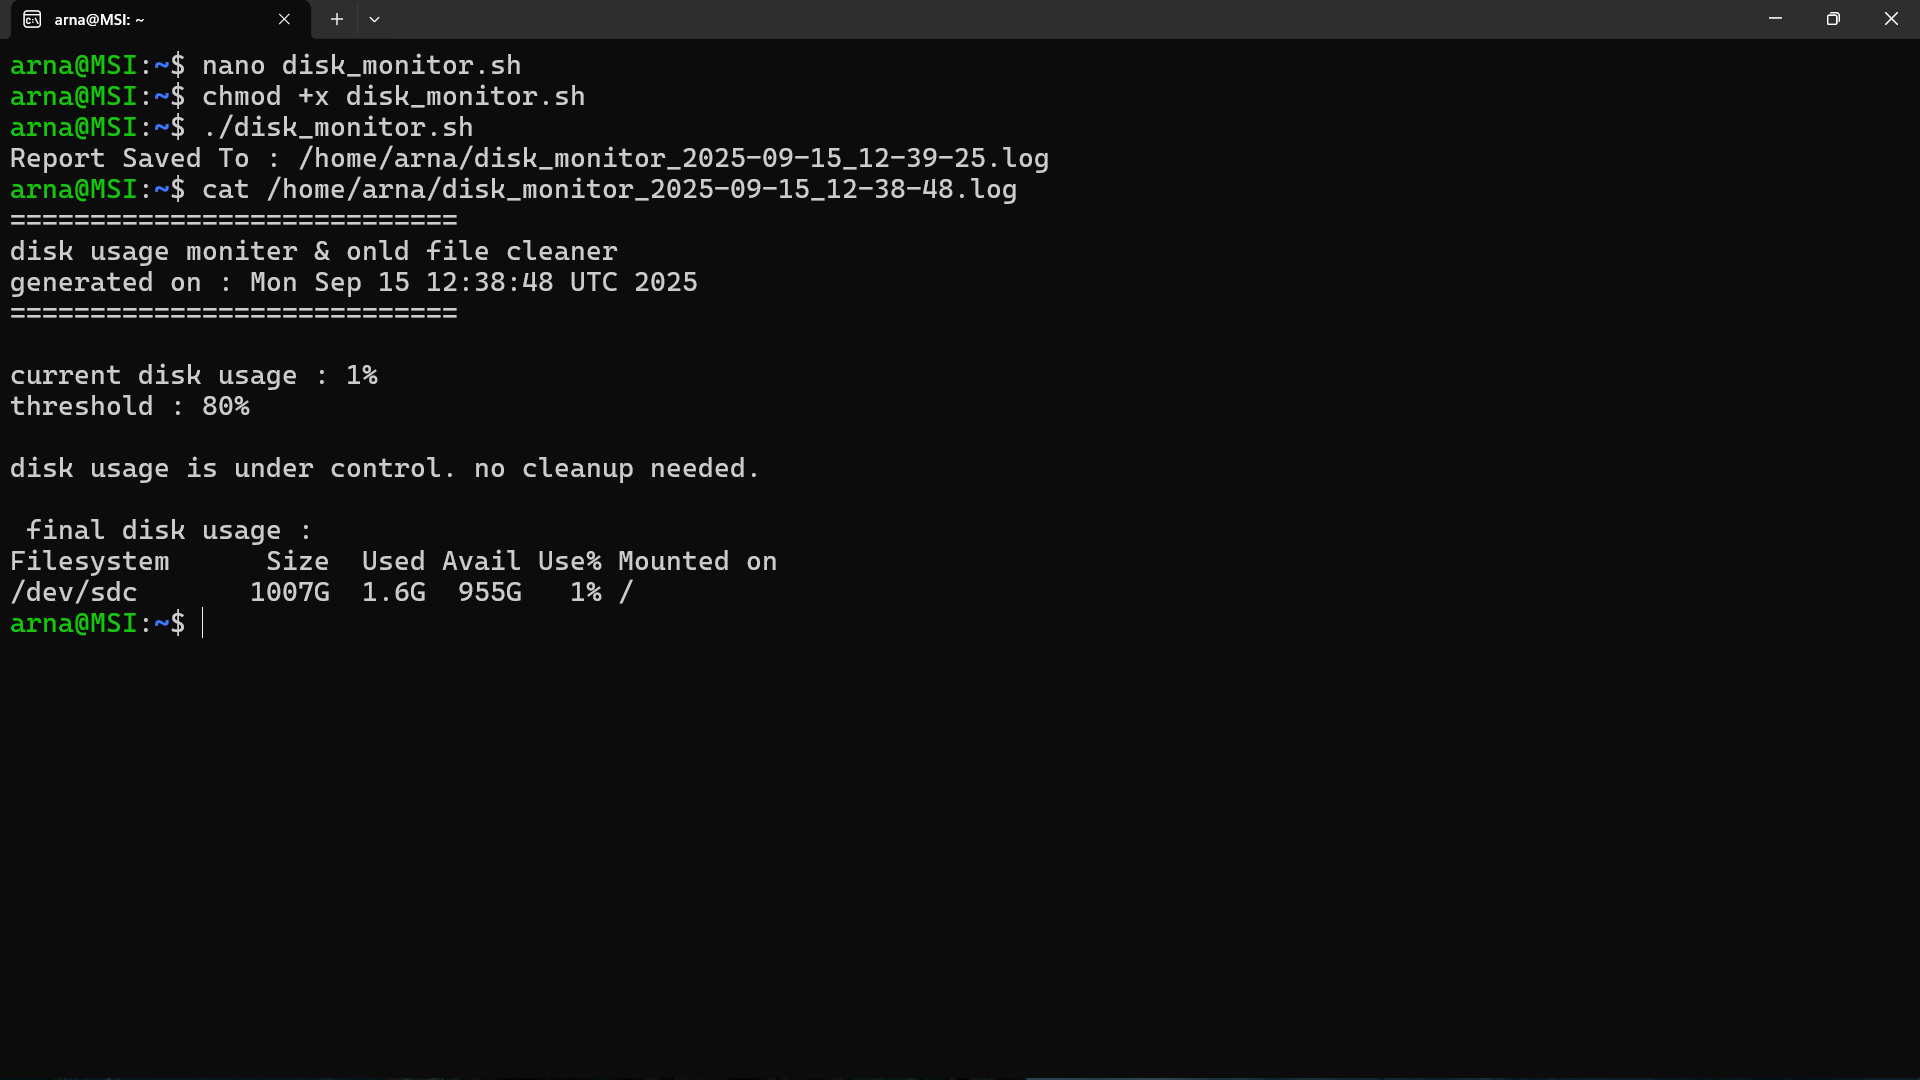 arna@MSI: ~
arna@MSI:~$ nano disk_monitor.sh
arna@MSI:~$ chmod +x disk_monitor.sh
arna@MSI:~$ ./disk_monitor.sh
Report Saved To : /home/arna/disk_monitor_2025-09-15_12-39-25.log
arna@MSI:~$ cat /home/arna/disk_monitor_2025-09-15_12-38-48.log
============================
disk usage moniter & onld file cleaner
generated on : Mon Sep 15 12:38:48 UTC 2025
============================

current disk usage : 1%
threshold : 80%

disk usage is under control. no cleanup needed.

 final disk usage :
Filesystem      Size  Used Avail Use% Mounted on
/dev/sdc       1007G  1.6G  955G   1% /
arna@MSI:~$